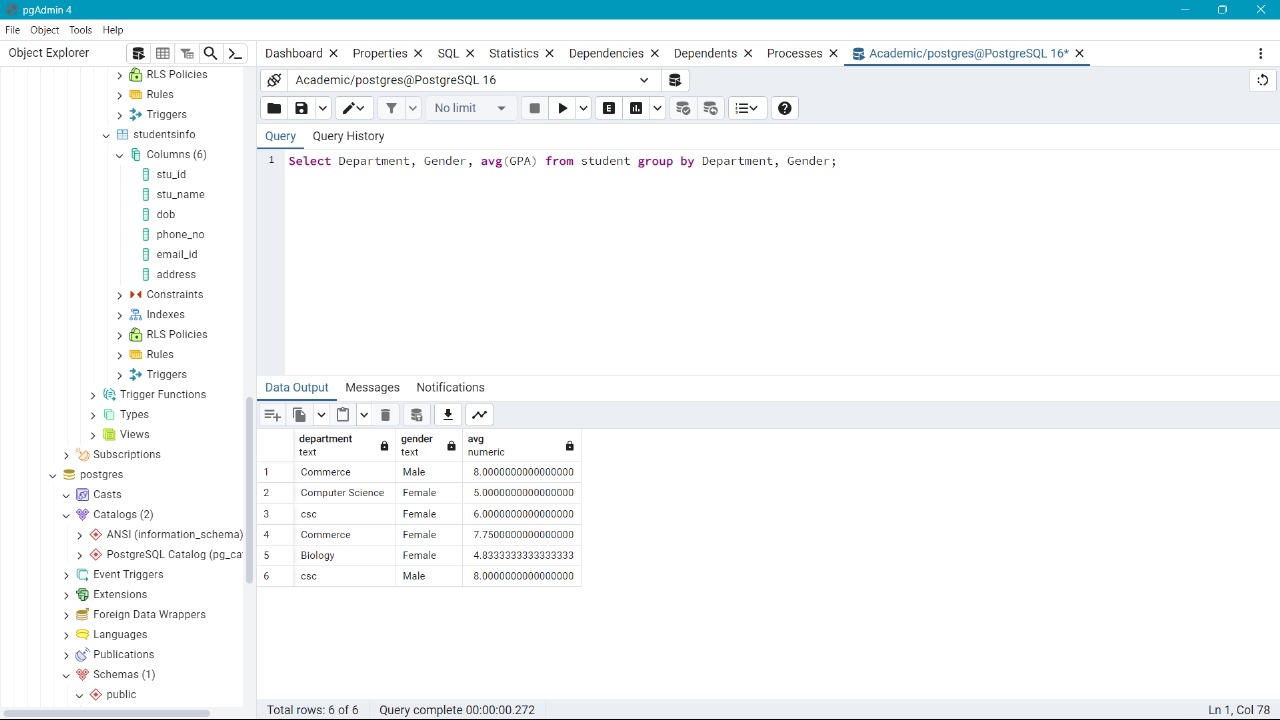 pgAdmin 4
File Object Tools Help
Object Explorer
Dashboard Properties SQL Statistics Dependencies Dependents Processes Academic/postgres@PostgreSQL 16*
Academic/postgres@PostgreSQL 16
No limit
E
Query Query History
1 Select Department, Gender, avg(GPA) from student group by Department, Gender;
RLS Policies
Rules
Triggers
studentsinfo
Columns (6)
stu_id
stu_name
dob
phone_no
email_id
address
Constraints
Indexes
RLS Policies
Rules
Triggers
Trigger Functions
Types
Views
Subscriptions
postgres
Casts
Catalogs (2)
ANSI (information_schema)
PostgreSQL Catalog (pg_ca
Event Triggers
Extensions
Foreign Data Wrappers
Languages
Publications
Schemas (1)
public
Data Output Messages Notifications
department gender avg
text text numeric
1 Commerce Male 8.0000000000000000
2 Computer Science Female 5.0000000000000000
3 csc Female 6.0000000000000000
4 Commerce Female 7.7500000000000000
5 Biology Female 4.8333333333333333
6 csc Male 8.0000000000000000
Total rows: 6 of 6 Query complete 00:00:00.272 Ln 1, Col 78